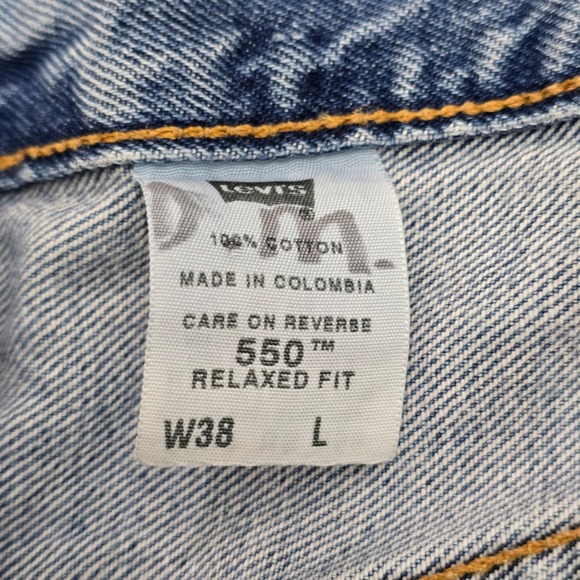 Levi's
®
100% COTTON
MADE IN COLOMBIA
CARE ON REVERSE
550™
RELAXED FIT
W38 L